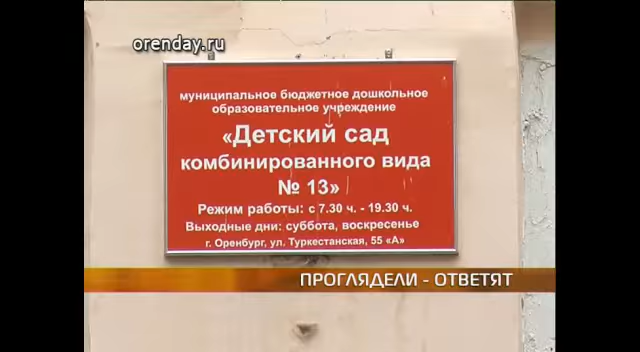 orenday.ru
муниципальное бюджетное дошкольное
образовательное учреждение
«Детский сад
комбинированного вида
№ 13»
Режим работы: с 7.30 ч. - 19.30 ч.
Выходные дни: суббота, воскресенье
г. Оренбург, ул. Туркестанская, 55 «А»
ПРОГЛЯДЕЛИ - ОТВЕТЯТ